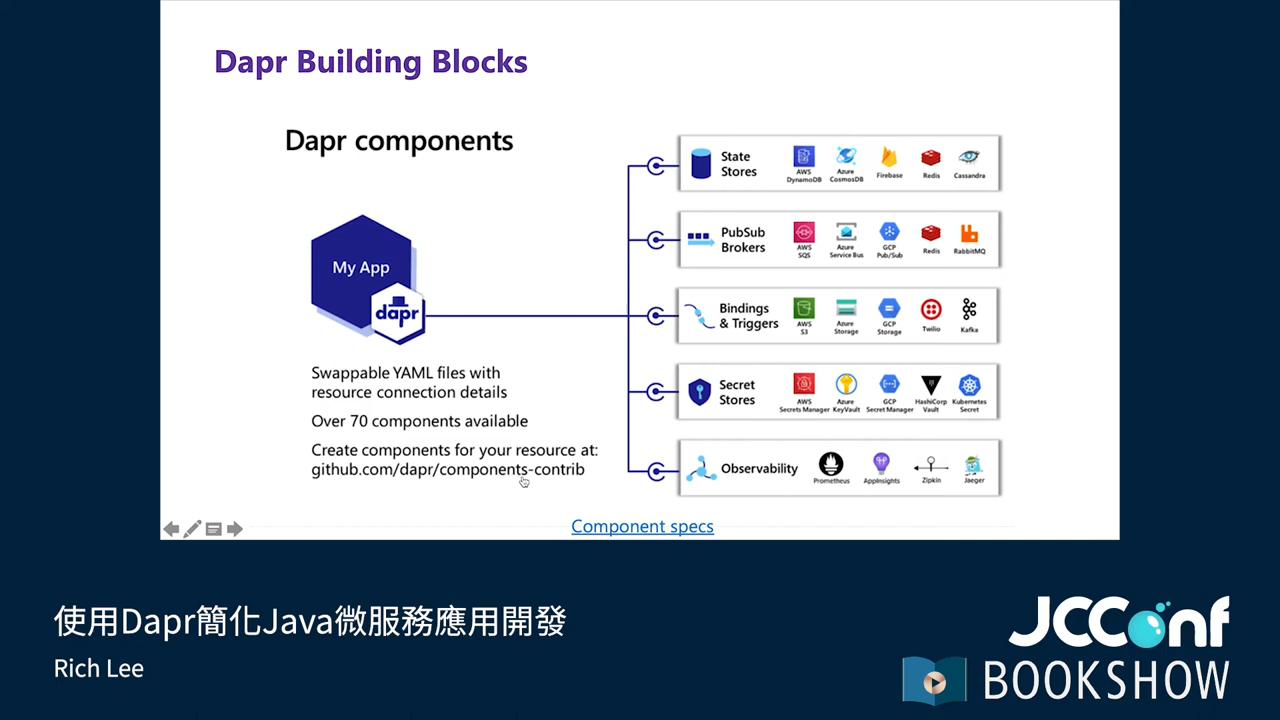 Dapr Building Blocks
Dapr components
My App
dapr
Swappable YAML files with
resource connection details
Over 70 components available
Create components for your resource at:
github.com/dapr/components-contrib
State
Stores
AWS
DynamoDB
Azure
CosmosDB
Firebase
Redis
Cassandra
PubSub
Brokers
AWS
SQS
Azure
Service Bus
GCP
Pub/Sub
Redis
RabbitMQ
Bindings
& Triggers
AWS
S3
Azure
Storage
GCP
Storage
Twilio
Kafka
Secret
Stores
AWS
Secrets Manager
Azure
KeyVault
GCP
Secret Manager
HashiCorp
Vault
Kubernetes
Secret
Observability
Prometheus
AppInsights
Zipkin
Jaeger
Component specs
使用Dapr簡化Java微服務應用開發
Rich Lee
JCConf
BOOKSHOW